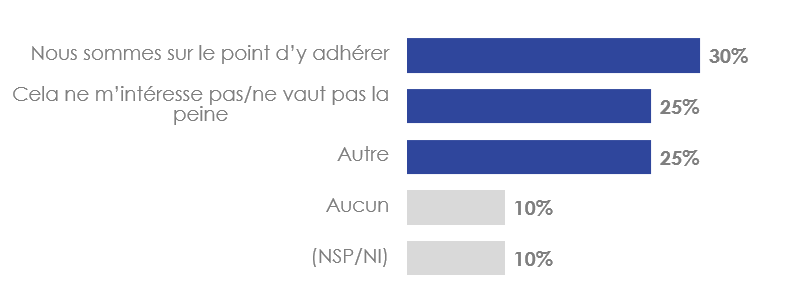 Nous sommes sur le point d’y adhérer 30%
Cela ne m’intéresse pas/ne vaut pas la
peine 25%
Autre 25%
Aucun 10%
(NSP/NI) 10%